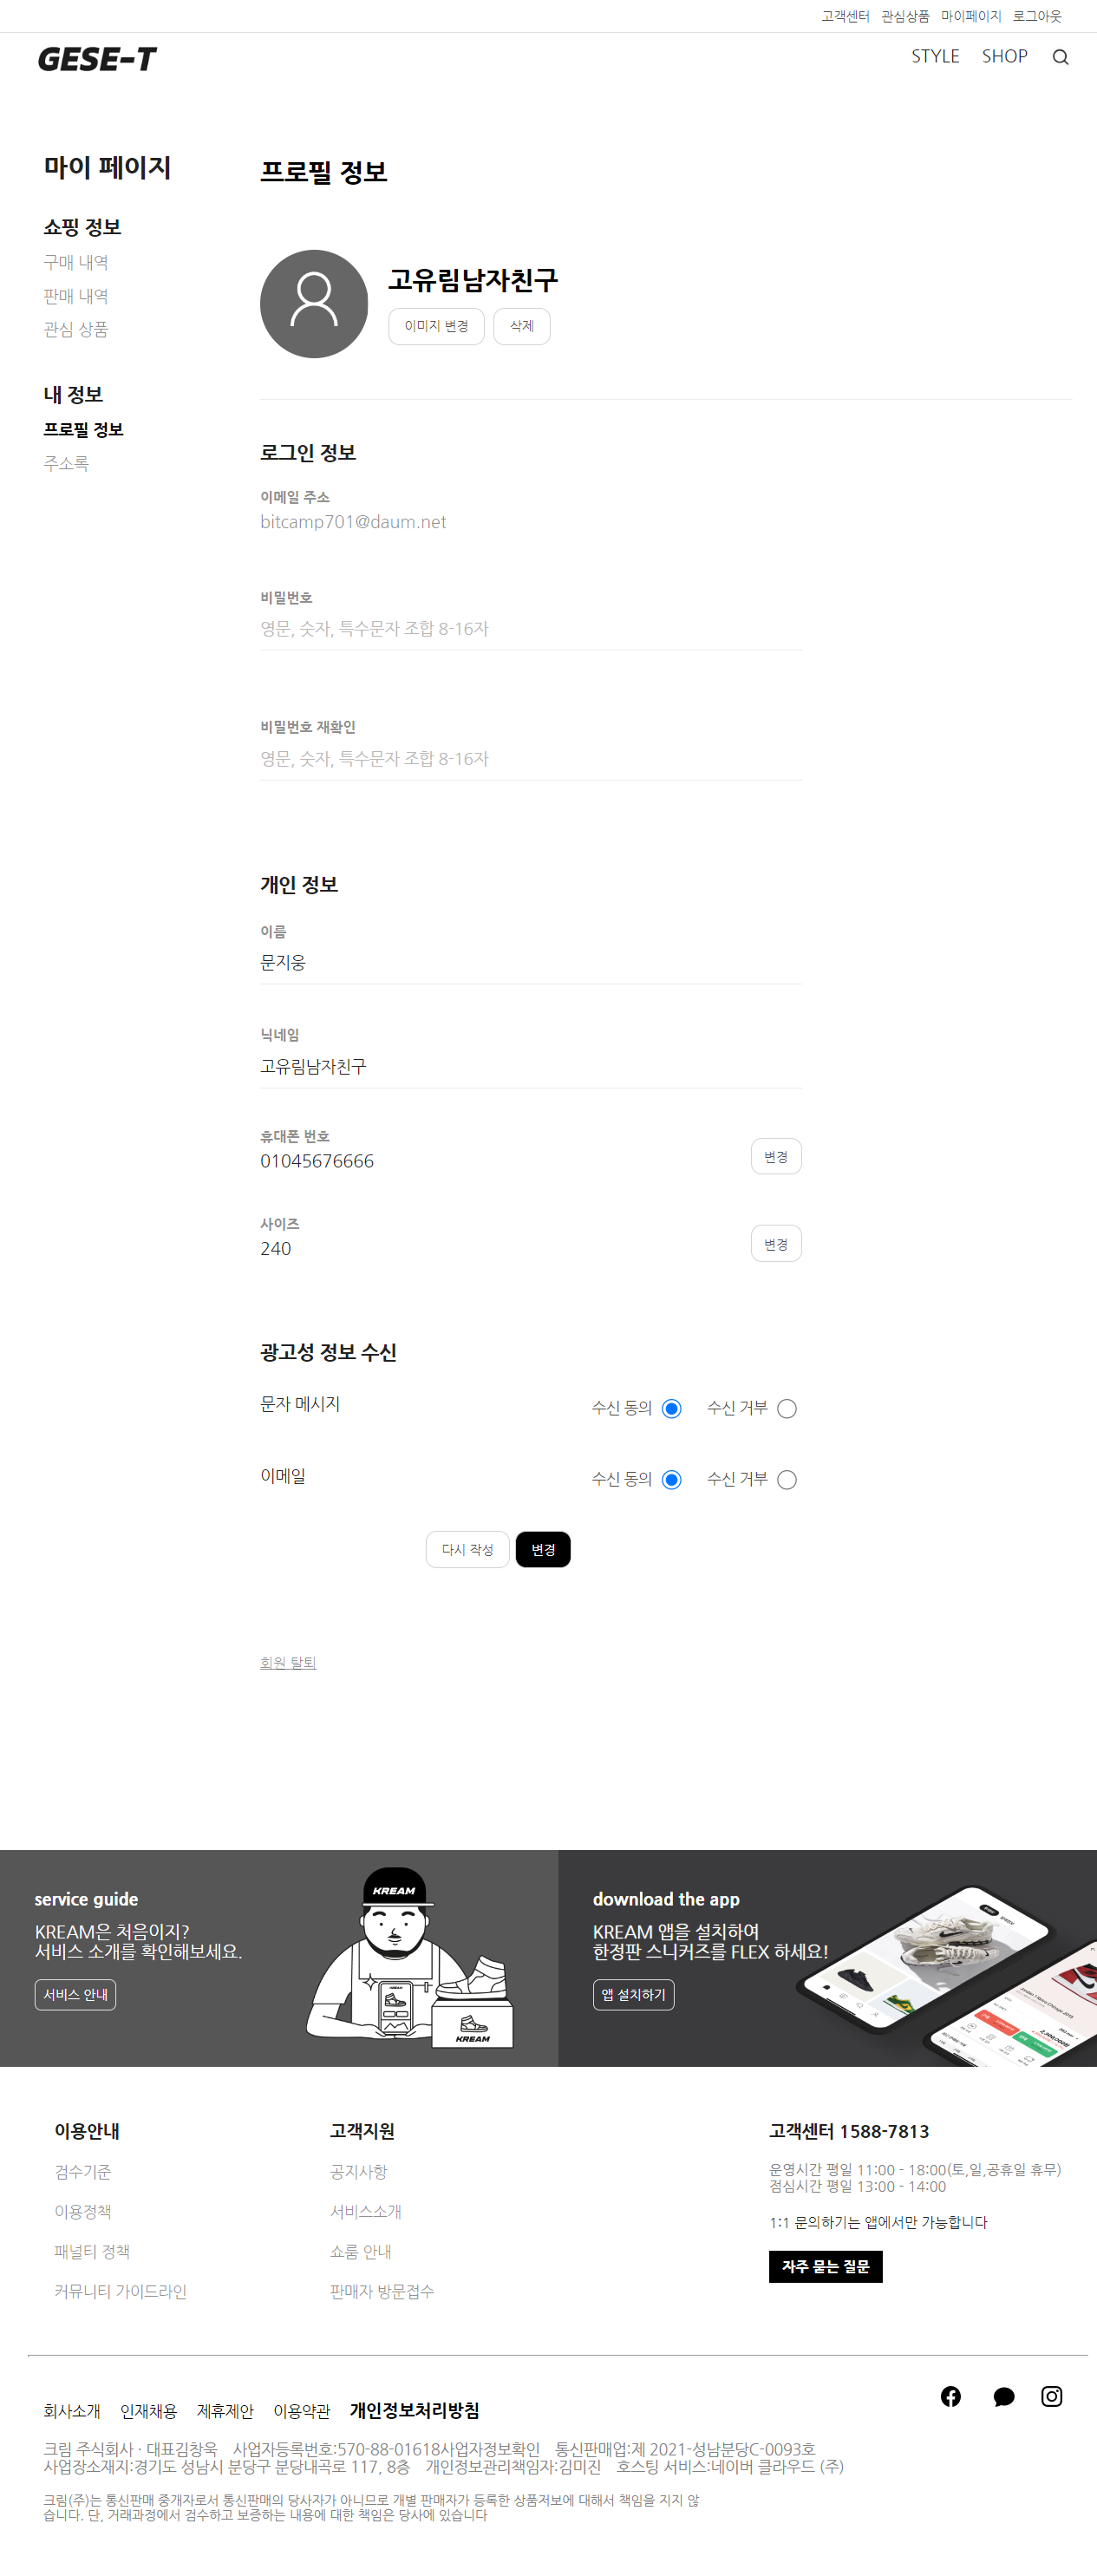 고객센터 관심상품 마이페이지 로그아웃
GESE-T
STYLE SHOP
마이 페이지
쇼핑 정보
구매 내역
판매 내역
관심 상품
내 정보
프로필 정보
주소록
프로필 정보
고유림남자친구
이미지 변경 삭제
로그인 정보
이메일 주소
bitcamp701@daum.net
비밀번호
영문, 숫자, 특수문자 조합 8-16자
비밀번호 재확인
영문, 숫자, 특수문자 조합 8-16자
개인 정보
이름
문지웅
닉네임
고유림남자친구
휴대폰 번호
01045676666
변경
사이즈
240
변경
광고성 정보 수신
문자 메시지 수신 동의 수신 거부
이메일 수신 동의 수신 거부
다시 작성 변경
회원 탈퇴
service guide
KREAM은 처음이지?
서비스 소개를 확인해보세요.
서비스 안내
KREAM
KREAM
download the app
KREAM 앱을 설치하여
한정판 스니커즈를 FLEX 하세요!
앱 설치하기
이용안내
검수기준
이용정책
패널티 정책
커뮤니티 가이드라인
고객지원
공지사항
서비스소개
쇼룸 안내
판매자 방문접수
고객센터 1588-7813
운영시간 평일 11:00 - 18:00(토,일,공휴일 휴무)
점심시간 평일 13:00 - 14:00
1:1 문의하기는 앱에서만 가능합니다
자주 묻는 질문
회사소개 인재채용 제휴제안 이용약관 개인정보처리방침
크림 주식회사 · 대표김창욱 사업자등록번호:570-88-01618사업자정보확인 통신판매업:제 2021-성남분당C-0093호
사업장소재지:경기도 성남시 분당구 분당내곡로 117, 8층 개인정보관리책임자:김미진 호스팅 서비스:네이버 클라우드 (주)
크림(주)는 통신판매 중개자로서 통신판매의 당사자가 아니므로 개별 판매자가 등록한 상품저보에 대해서 책임을 지지 않
습니다. 단, 거래과정에서 검수하고 보증하는 내용에 대한 책임은 당사에 있습니다